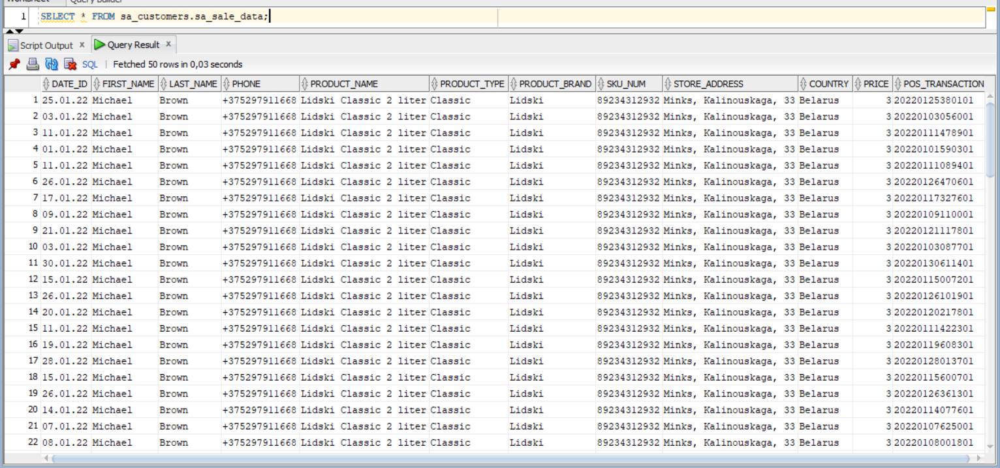 Worksheet Query Builder
1 SELECT * FROM sa_customers.sa_sale_data;
Script Output x Query Result x
SQL | Fetched 50 rows in 0,03 seconds
DATE_ID FIRST_NAME LAST_NAME PHONE PRODUCT_NAME PRODUCT_TYPE PRODUCT_BRAND SKU_NUM STORE_ADDRESS COUNTRY PRICE POS_TRANSACTION
1 25.01.22 Michael Brown +375297911668 Lidski Classic 2 liter Classic Lidski 89234312932 Minks, Kalinouskaga, 33 Belarus 3 20220125380101
2 03.01.22 Michael Brown +375297911668 Lidski Classic 2 liter Classic Lidski 89234312932 Minks, Kalinouskaga, 33 Belarus 3 20220103056001
3 11.01.22 Michael Brown +375297911668 Lidski Classic 2 liter Classic Lidski 89234312932 Minks, Kalinouskaga, 33 Belarus 3 20220111478901
4 01.01.22 Michael Brown +375297911668 Lidski Classic 2 liter Classic Lidski 89234312932 Minks, Kalinouskaga, 33 Belarus 3 20220101590301
5 11.01.22 Michael Brown +375297911668 Lidski Classic 2 liter Classic Lidski 89234312932 Minks, Kalinouskaga, 33 Belarus 3 20220111089401
6 26.01.22 Michael Brown +375297911668 Lidski Classic 2 liter Classic Lidski 89234312932 Minks, Kalinouskaga, 33 Belarus 3 20220126470601
7 17.01.22 Michael Brown +375297911668 Lidski Classic 2 liter Classic Lidski 89234312932 Minks, Kalinouskaga, 33 Belarus 3 20220117327601
8 09.01.22 Michael Brown +375297911668 Lidski Classic 2 liter Classic Lidski 89234312932 Minks, Kalinouskaga, 33 Belarus 3 20220109110001
9 21.01.22 Michael Brown +375297911668 Lidski Classic 2 liter Classic Lidski 89234312932 Minks, Kalinouskaga, 33 Belarus 3 20220121117801
10 03.01.22 Michael Brown +375297911668 Lidski Classic 2 liter Classic Lidski 89234312932 Minks, Kalinouskaga, 33 Belarus 3 20220103087701
11 30.01.22 Michael Brown +375297911668 Lidski Classic 2 liter Classic Lidski 89234312932 Minks, Kalinouskaga, 33 Belarus 3 20220130611401
12 15.01.22 Michael Brown +375297911668 Lidski Classic 2 liter Classic Lidski 89234312932 Minks, Kalinouskaga, 33 Belarus 3 20220115007201
13 26.01.22 Michael Brown +375297911668 Lidski Classic 2 liter Classic Lidski 89234312932 Minks, Kalinouskaga, 33 Belarus 3 20220126101901
14 20.01.22 Michael Brown +375297911668 Lidski Classic 2 liter Classic Lidski 89234312932 Minks, Kalinouskaga, 33 Belarus 3 20220120217801
15 11.01.22 Michael Brown +375297911668 Lidski Classic 2 liter Classic Lidski 89234312932 Minks, Kalinouskaga, 33 Belarus 3 20220111422301
16 19.01.22 Michael Brown +375297911668 Lidski Classic 2 liter Classic Lidski 89234312932 Minks, Kalinouskaga, 33 Belarus 3 20220119608301
17 28.01.22 Michael Brown +375297911668 Lidski Classic 2 liter Classic Lidski 89234312932 Minks, Kalinouskaga, 33 Belarus 3 20220128013701
18 15.01.22 Michael Brown +375297911668 Lidski Classic 2 liter Classic Lidski 89234312932 Minks, Kalinouskaga, 33 Belarus 3 20220115600701
19 26.01.22 Michael Brown +375297911668 Lidski Classic 2 liter Classic Lidski 89234312932 Minks, Kalinouskaga, 33 Belarus 3 20220126361301
20 14.01.22 Michael Brown +375297911668 Lidski Classic 2 liter Classic Lidski 89234312932 Minks, Kalinouskaga, 33 Belarus 3 20220114077601
21 07.01.22 Michael Brown +375297911668 Lidski Classic 2 liter Classic Lidski 89234312932 Minks, Kalinouskaga, 33 Belarus 3 20220107625001
22 08.01.22 Michael Brown +375297911668 Lidski Classic 2 liter Classic Lidski 89234312932 Minks, Kalinouskaga, 33 Belarus 3 20220108001801